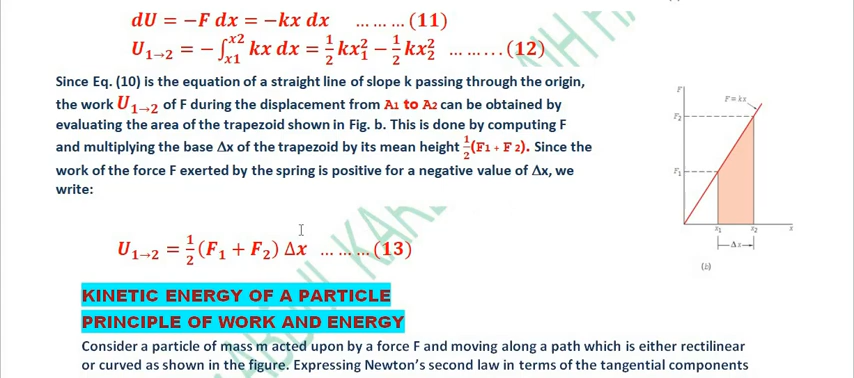 dU = −F dx = −kx dx ... ... ... (11)
U₁→₂ = − ∫ₓ₁ˣ² kx dx = ½kx₁² − ½kx₂² ... ... ... (12)
Since Eq. (10) is the equation of a straight line of slope k passing through the origin,
the work U₁→₂ of F during the displacement from A1 to A2 can be obtained by
evaluating the area of the trapezoid shown in Fig. b. This is done by computing F
and multiplying the base Δx of the trapezoid by its mean height ½(F1 + F 2). Since the
work of the force F exerted by the spring is positive for a negative value of Δx, we
write:
F
F = kx
F₂
F₁
x₁ x₂ x
Δx
(b)
U₁→₂ = ½(F₁ + F₂) Δx ... ... ... (13)
KINETIC ENERGY OF A PARTICLE
PRINCIPLE OF WORK AND ENERGY
Consider a particle of mass m acted upon by a force F and moving along a path which is either rectilinear
or curved as shown in the figure. Expressing Newton's second law in terms of the tangential components